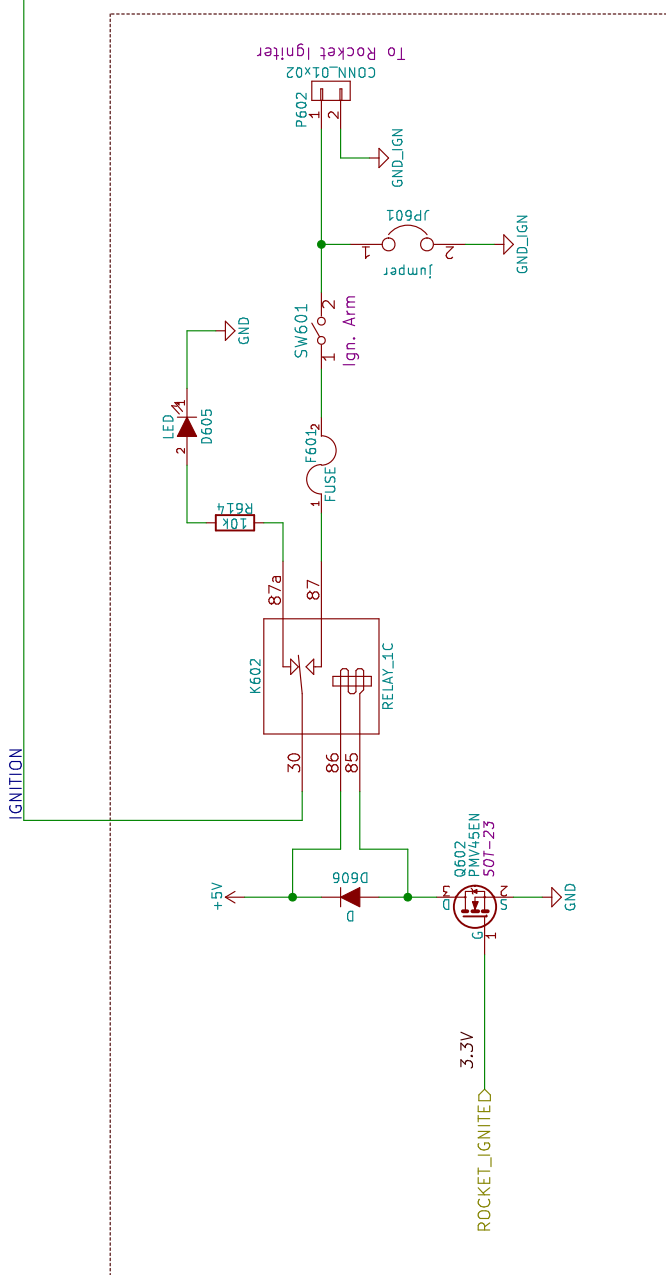 To Rocket Igniter
CONN_01x02
P602
1
2
GND_IGN
JP601
1
2
jumper
GND_IGN
SW601
2
1
Ign. Arm
GND
LED
1
2
D605
F601
2
1
FUSE
R614
10k
87a
87
K602
RELAY_1C
30
86
85
IGNITION
+5V
D606
D
Q602
PMV45EN
SOT-23
3
D
2
S
G
1
GND
3.3V
ROCKET_IGNITED